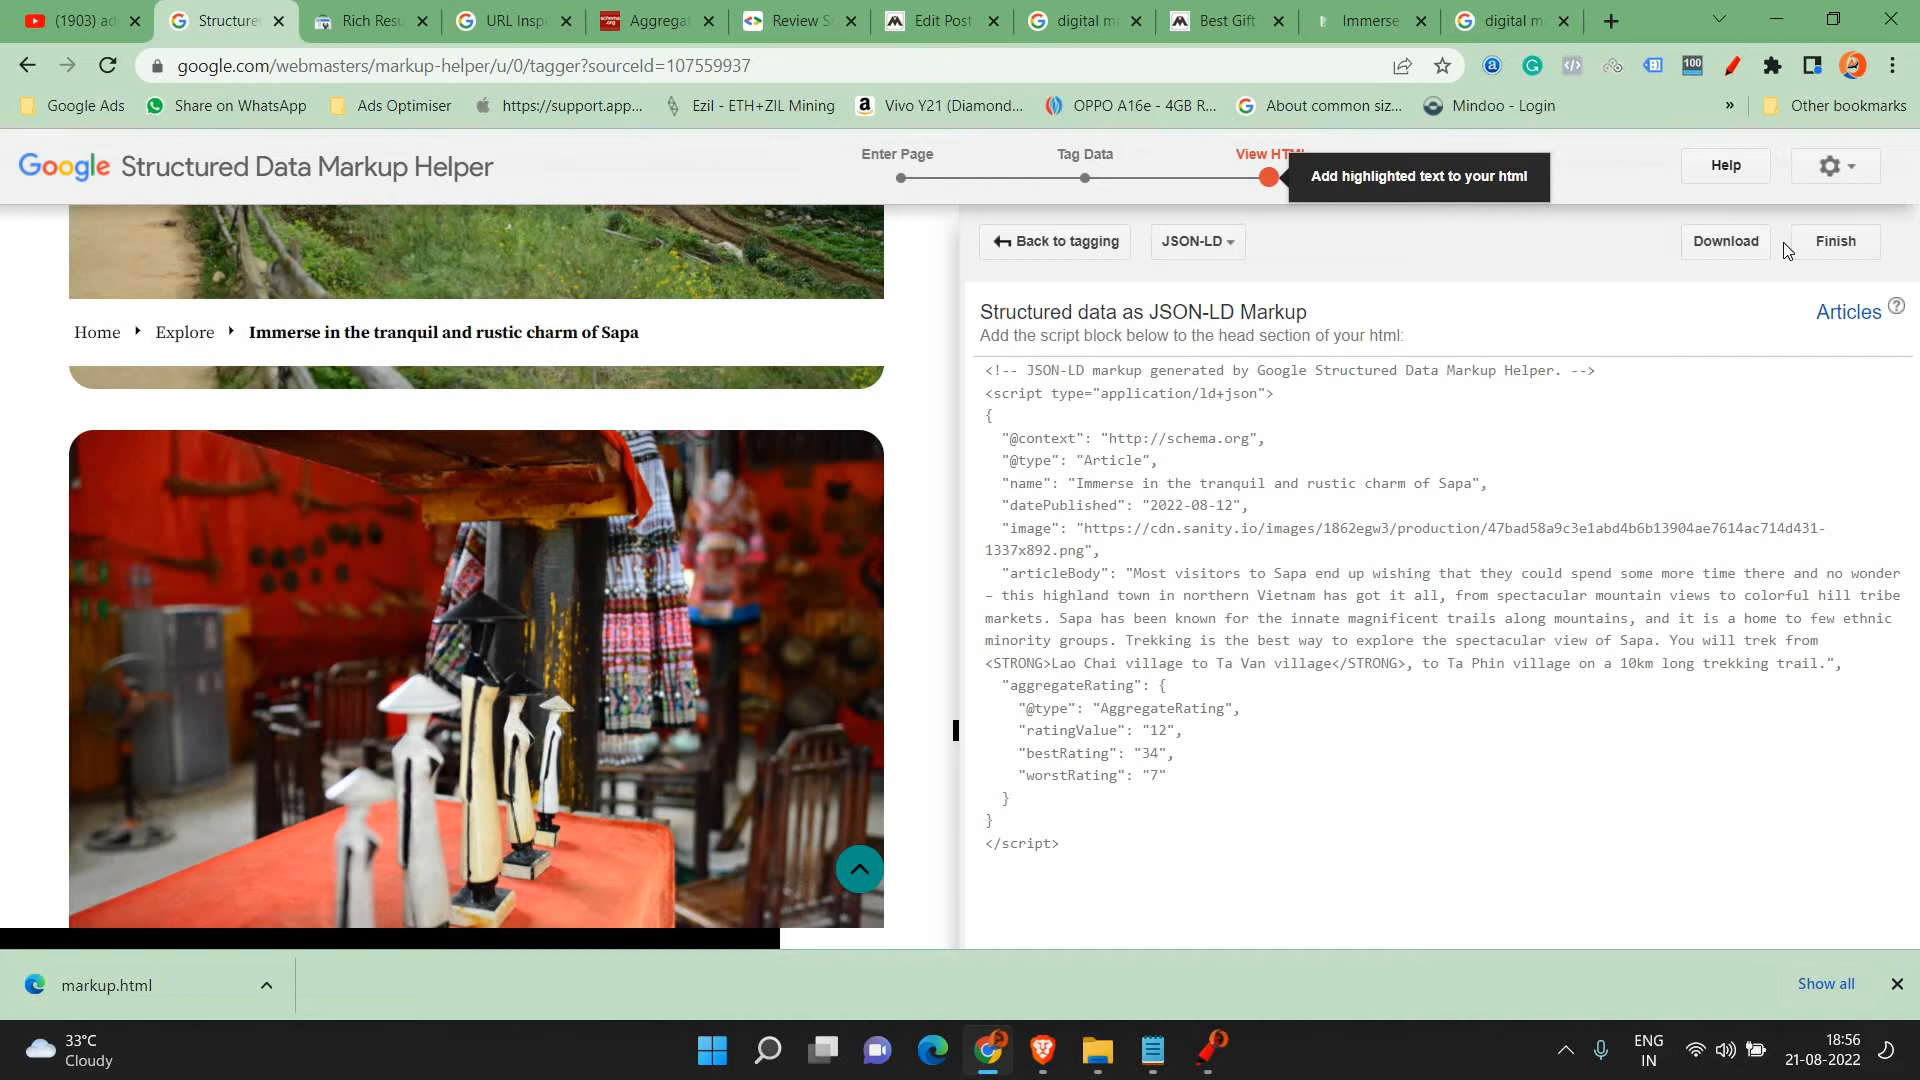 (1903) ad
Structure
Rich Resu
URL Inspe
Aggregat
Review S
Edit Post
digital m
Best Gift
Immerse
digital m
google.com/webmasters/markup-helper/u/0/tagger?sourceId=107559937
100
Google Ads
Share on WhatsApp
Ads Optimiser
https://support.app...
Ezil - ETH+ZIL Mining
Vivo Y21 (Diamond...
OPPO A16e - 4GB R...
About common siz...
Mindoo - Login
»
Other bookmarks
Google Structured Data Markup Helper
Enter Page
Tag Data
View HTML
Add highlighted text to your html
Help
Back to tagging
JSON-LD
Download
Finish
Home
Explore
Immerse in the tranquil and rustic charm of Sapa
Structured data as JSON-LD Markup
Articles ?
Add the script block below to the head section of your html:
<!-- JSON-LD markup generated by Google Structured Data Markup Helper. -->
<script type="application/ld+json">
{
"@context": "http://schema.org",
"@type": "Article",
"name": "Immerse in the tranquil and rustic charm of Sapa",
"datePublished": "2022-08-12",
"image": "https://cdn.sanity.io/images/1862egw3/production/47bad58a9c3e1abd4b6b13904ae7614ac714d431-
1337x892.png",
"articleBody": "Most visitors to Sapa end up wishing that they could spend some more time there and no wonder
– this highland town in northern Vietnam has got it all, from spectacular mountain views to colorful hill tribe
markets. Sapa has been known for the innate magnificent trails along mountains, and it is a home to few ethnic
minority groups. Trekking is the best way to explore the spectacular view of Sapa. You will trek from
<STRONG>Lao Chai village to Ta Van village</STRONG>, to Ta Phin village on a 10km long trekking trail.",
"aggregateRating": {
"@type": "AggregateRating",
"ratingValue": "12",
"bestRating": "34",
"worstRating": "7"
}
}
</script>
markup.html
Show all
33°C
Cloudy
ENG
IN
18:56
21-08-2022